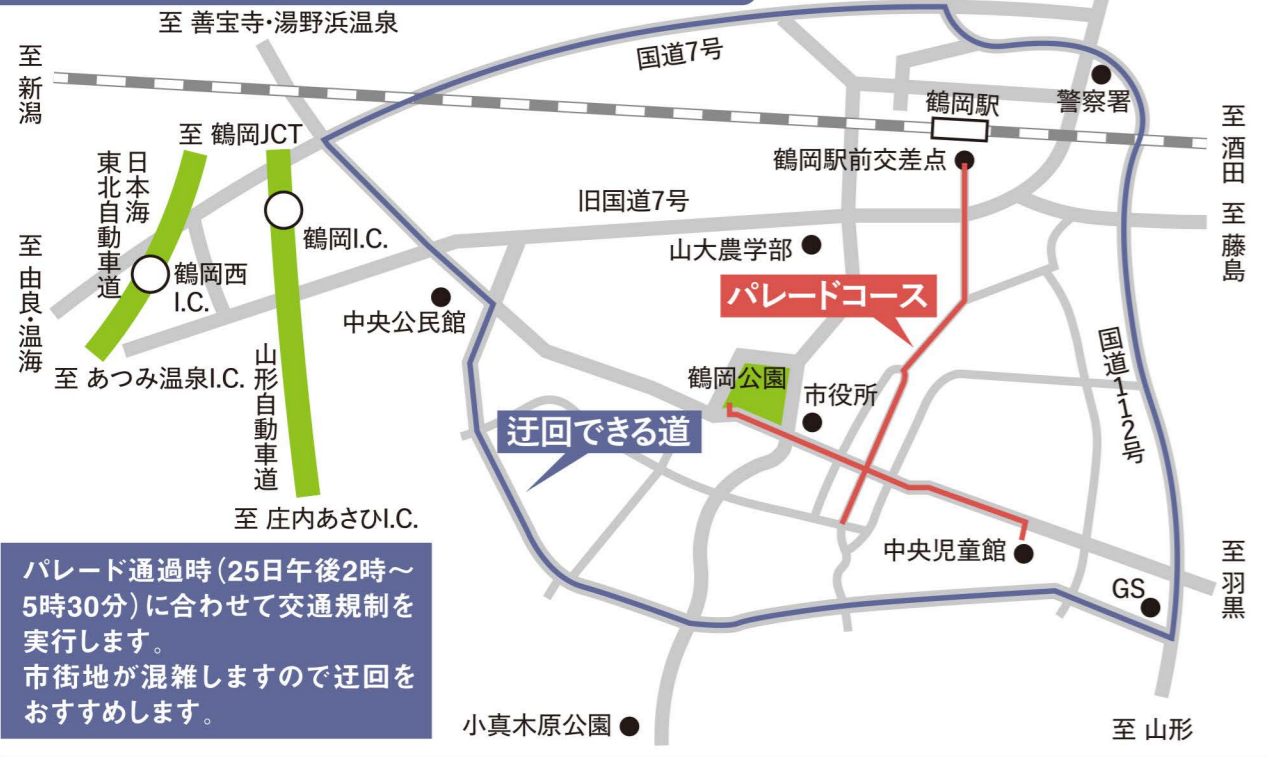 至 善宝寺・湯野浜温泉
至 新潟
国道7号
警察署
鶴岡駅
至 酒田
至 鶴岡JCT
鶴岡駅前交差点
日本海
東北自動車道
旧国道7号
至 藤島
鶴岡I.C.
山大農学部
至 由良・温海
鶴岡西
I.C.
パレードコース
中央公民館
国道112号
至 あつみ温泉I.C.
山形自動車道
鶴岡公園
市役所
迂回できる道
至 庄内あさひI.C.
中央児童館
至 羽黒
GS
パレード通過時(25日午後2時〜
5時30分)に合わせて交通規制を
実行します。
市街地が混雑しますので迂回を
おすすめします。
小真木原公園
至 山形